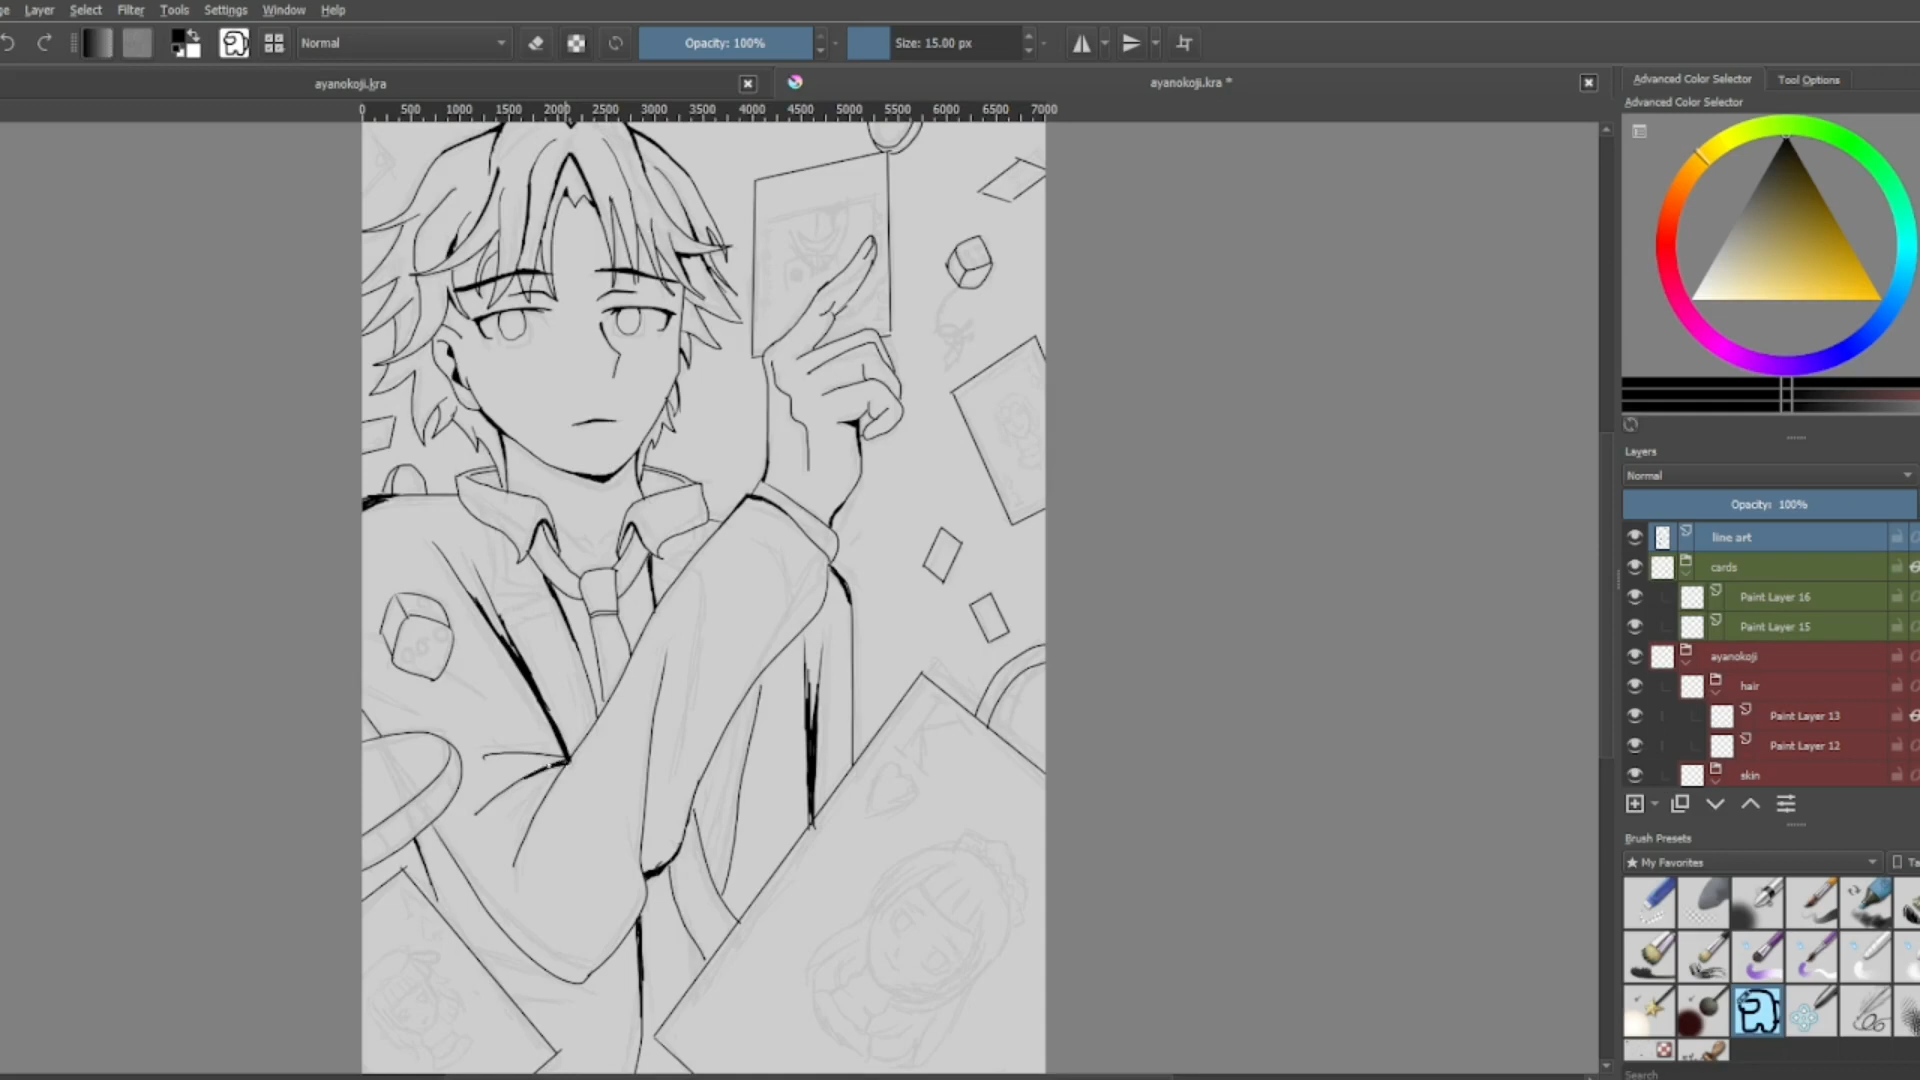 Layer Select Filter Tools Settings Window Help
Normal
Opacity: 100%
Size: 15.00 px
ayanokoji.kra
ayanokoji.kra *
0 500 1000 1500 2000 2500 3000 3500 4000 4500 5000 5500 6000 6500 7000
Advanced Color Selector
Tool Options
Advanced Color Selector
Layers
Normal
Opacity: 100%
line art
cards
Paint Layer 16
Paint Layer 15
ayanokoji
hair
Paint Layer 13
Paint Layer 12
skin
Brush Presets
★ My Favorites
Ta
Search